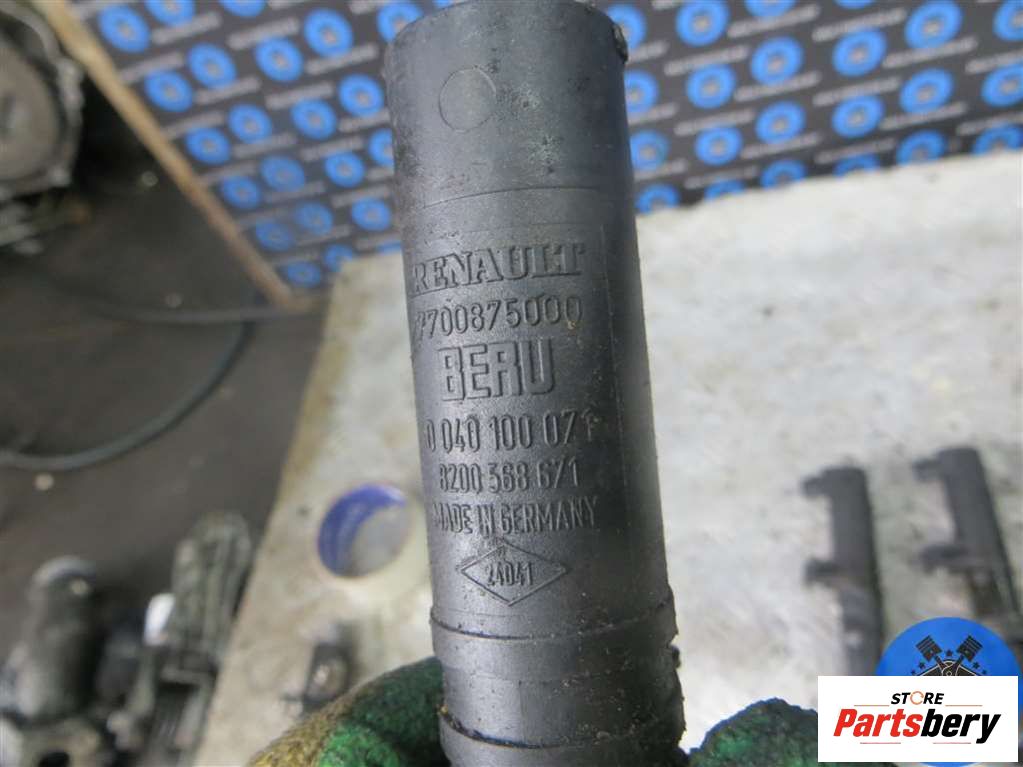 RENAULT
7700875000
BERU
0 040 100 071
8200 368 671
MADE IN GERMANY
24041
STORE
Partsbery